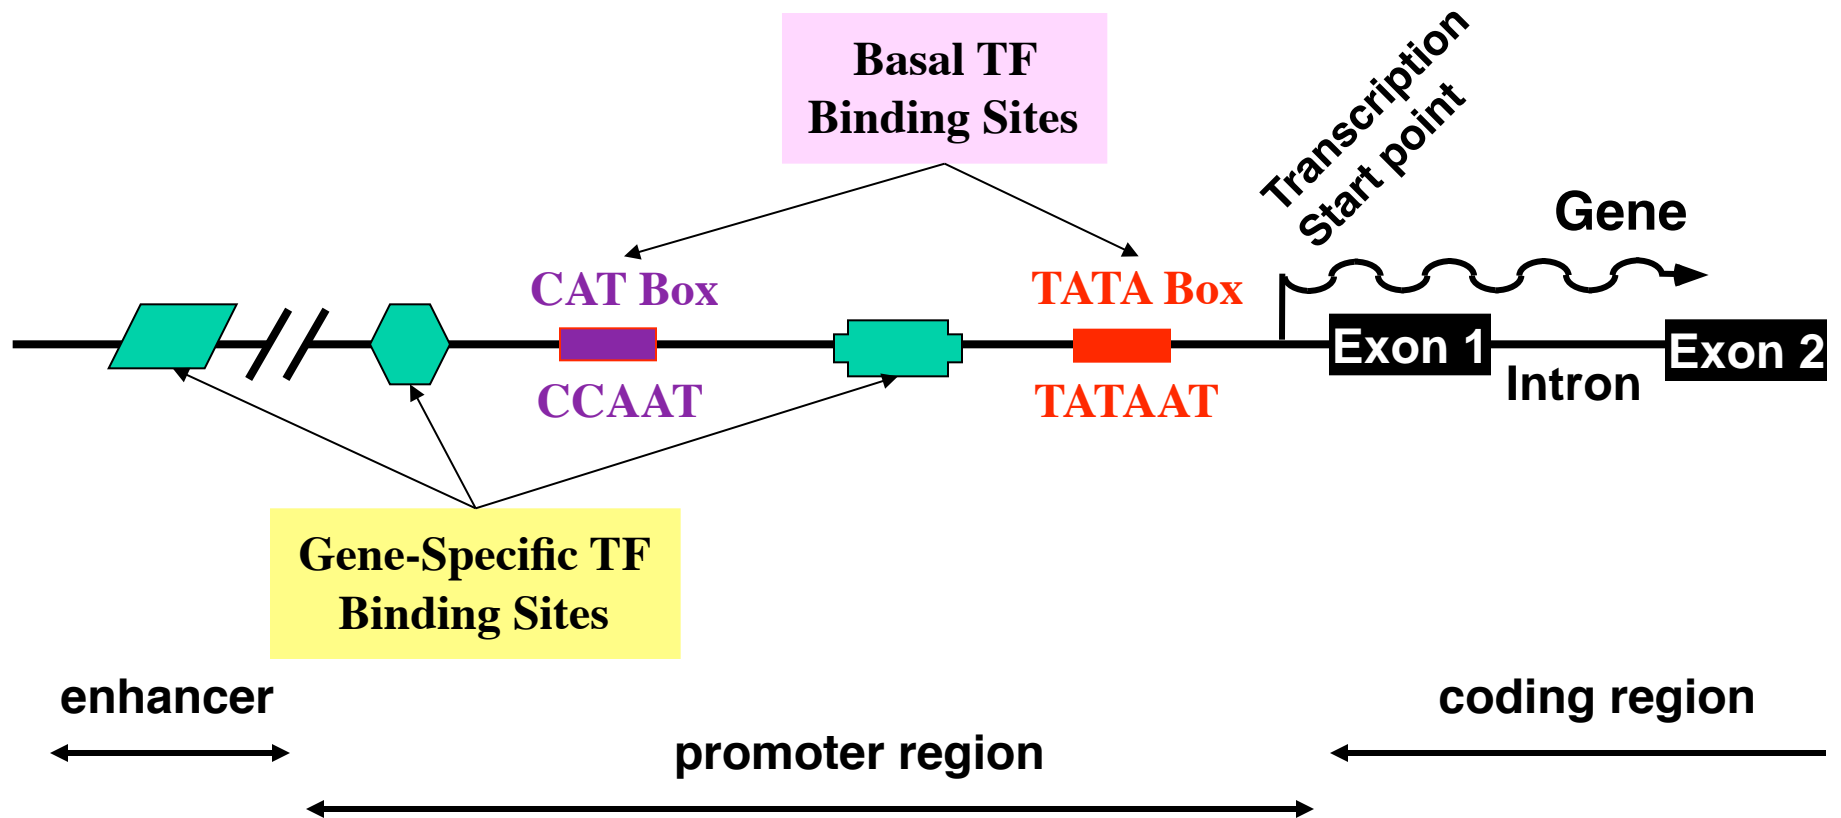 Basal TF
Binding Sites
Transcription
Start point
Gene
CAT Box
TATA Box
Exon 1
Exon 2
Intron
CCAAT
TATAAT
Gene-Specific TF
Binding Sites
enhancer
coding region
promoter region